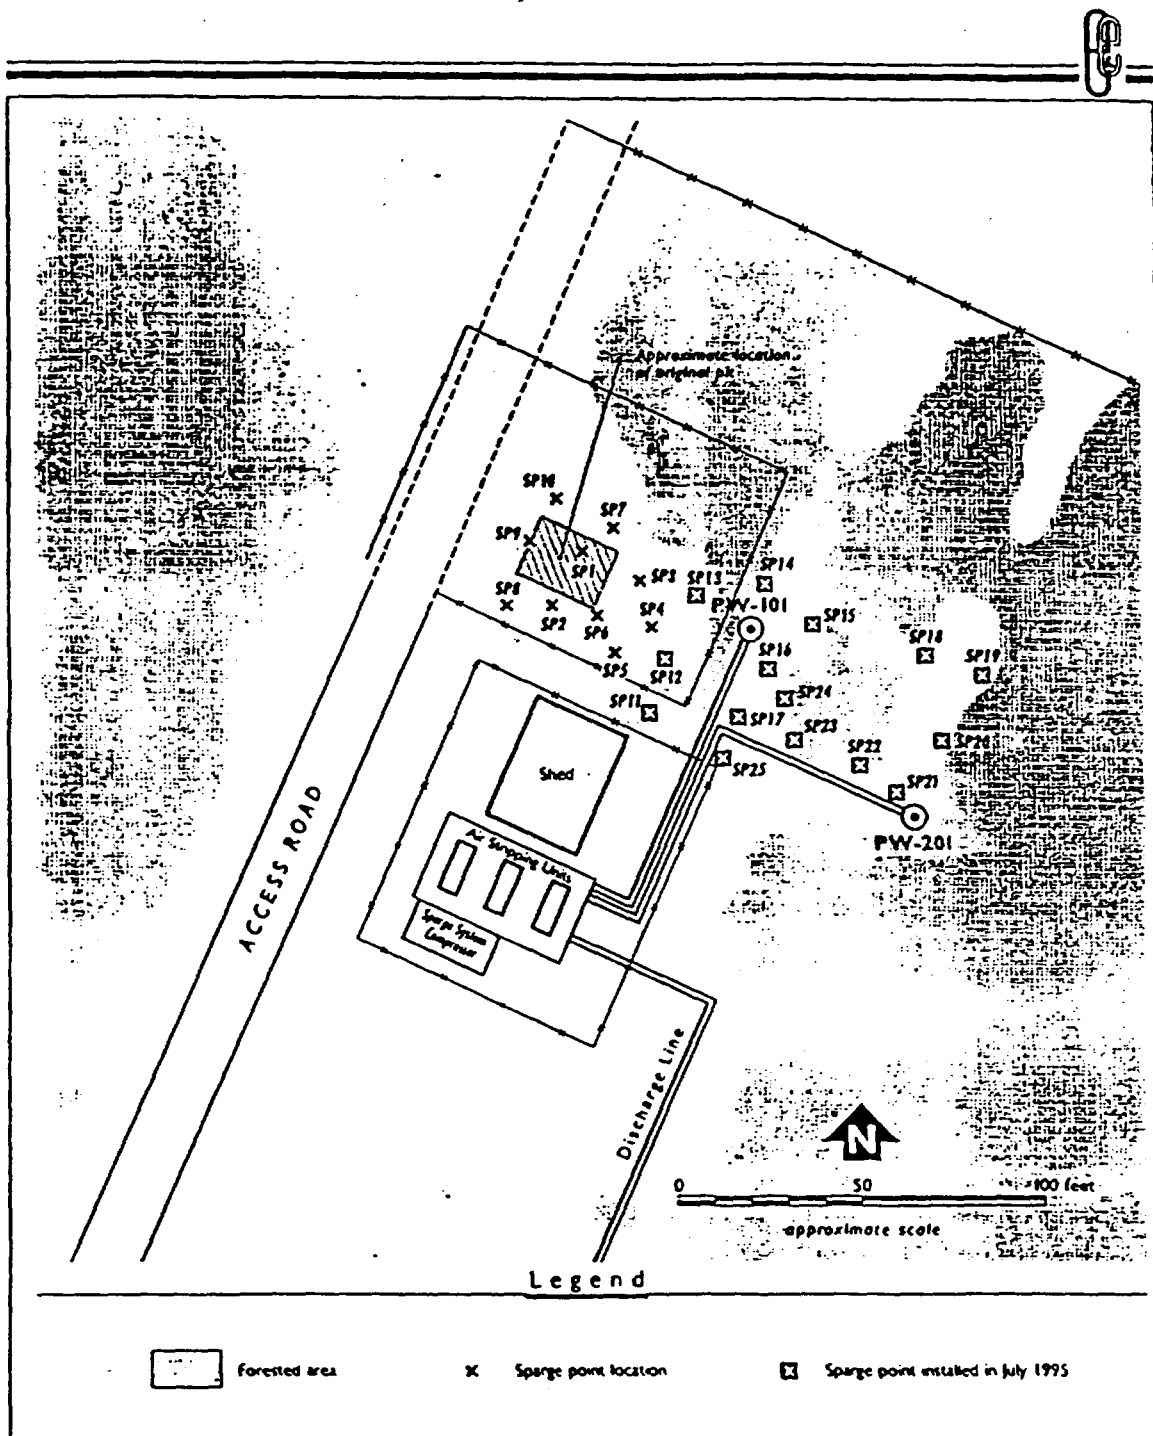 Approximate location
of original pit
SP10
SP7
SP9
SP1
SP3
SP13
SP14
SP8
SP2
SP6
SP4
PW-101
SP15
SP5
SP12
SP16
SP18
SP19
SP11
SP24
SP17
SP23
SP25
SP22
SP20
SP21
PW-201
Shed
Air Stripping Units
Sparge System
Compressor
ACCESS ROAD
Discharge Line
N
0 50 100 feet
approximate scale
Legend
Forested area
Sparge point location
Sparge point installed in July 1995